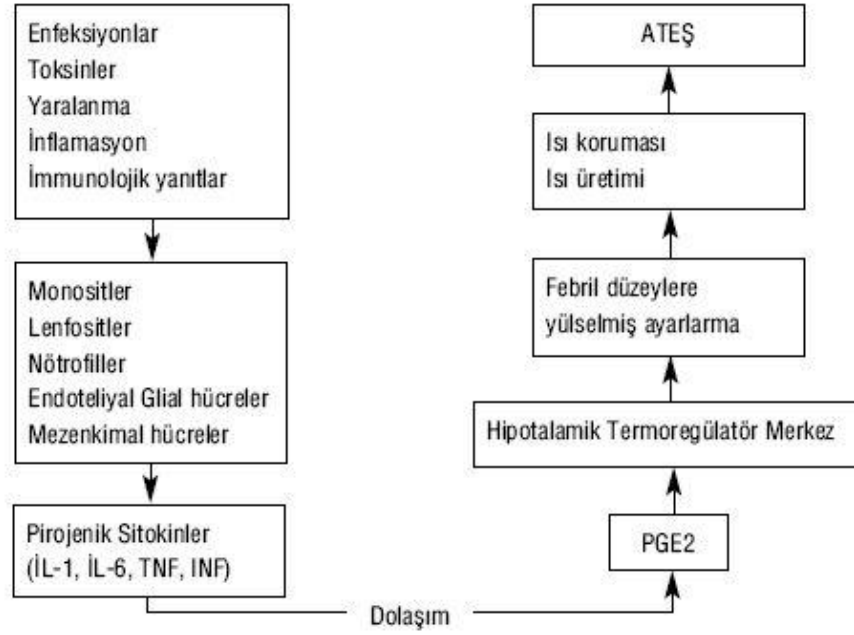 Enfeksiyonlar
Toksinler
Yaralanma
İnflamasyon
İmmunolojik yanıtlar
Monositler
Lenfositler
Nötrofiller
Endoteliyal Glial hücreler
Mezenkimal hücreler
Pirojenik Sitokinler
(İL-1, İL-6, TNF, INF)
Dolaşım
PGE2
Hipotalamik Termoregülatör Merkez
Febril düzeylere
yülselmiş ayarlarma
Isı koruması
Isı üretimi
ATEŞ